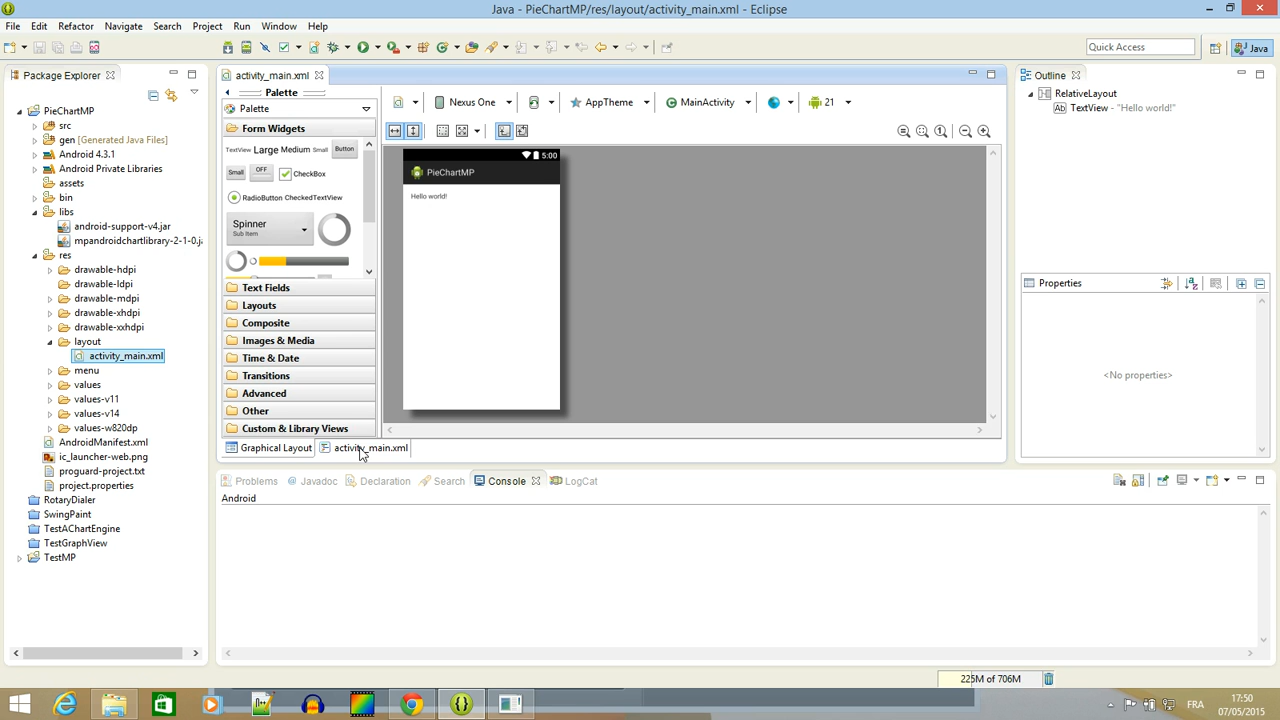 Java - PieChartMP/res/layout/activity_main.xml - Eclipse
File Edit Refactor Navigate Search Project Run Window Help
Quick Access
Java
Package Explorer
PieChartMP
src
gen [Generated Java Files]
Android 4.3.1
Android Private Libraries
assets
bin
libs
android-support-v4.jar
mpandroidchartlibrary-2-1-0.ja
res
drawable-hdpi
drawable-ldpi
drawable-mdpi
drawable-xhdpi
drawable-xxhdpi
layout
activity_main.xml
menu
values
values-v11
values-v14
values-w820dp
AndroidManifest.xml
ic_launcher-web.png
proguard-project.txt
project.properties
RotaryDialer
SwingPaint
TestAChartEngine
TestGraphView
TestMP
activity_main.xml
Palette
Palette
Form Widgets
TextView Large Medium Small Button
Small OFF CheckBox
RadioButton CheckedTextView
Spinner
Sub Item
Text Fields
Layouts
Composite
Images & Media
Time & Date
Transitions
Advanced
Other
Custom & Library Views
Nexus One AppTheme MainActivity 21
5:00
PieChartMP
Hello world!
Graphical Layout activity_main.xml
Outline
RelativeLayout
Ab TextView - "Hello world!"
Properties
<No properties>
Problems Javadoc Declaration Search Console LogCat
Android
225M of 706M
FRA
17:50
07/05/2015